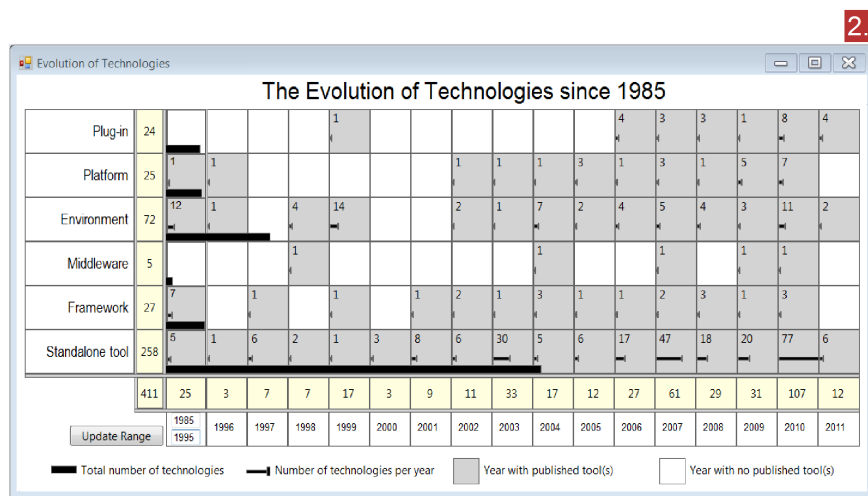 2.
Evolution of Technologies
The Evolution of Technologies since 1985
Plug-in 24 1 4 3 3 1 8 4
Platform 25 1 1 1 1 1 3 1 3 1 5 7
Environment 72 12 1 4 14 2 1 7 2 4 5 4 3 11 2
Middleware 5 1 1 1 1 1
Framework 27 7 1 1 1 2 1 3 1 1 2 3 1 3
Standalone tool 258 5 1 6 2 1 3 8 6 30 5 6 17 47 18 20 77 6
411 25 3 7 7 17 3 9 11 33 17 12 27 61 29 31 107 12
Update Range 1985 1995 1996 1997 1998 1999 2000 2001 2002 2003 2004 2005 2006 2007 2008 2009 2010 2011
Total number of technologies Number of technologies per year Year with published tool(s) Year with no published tool(s)